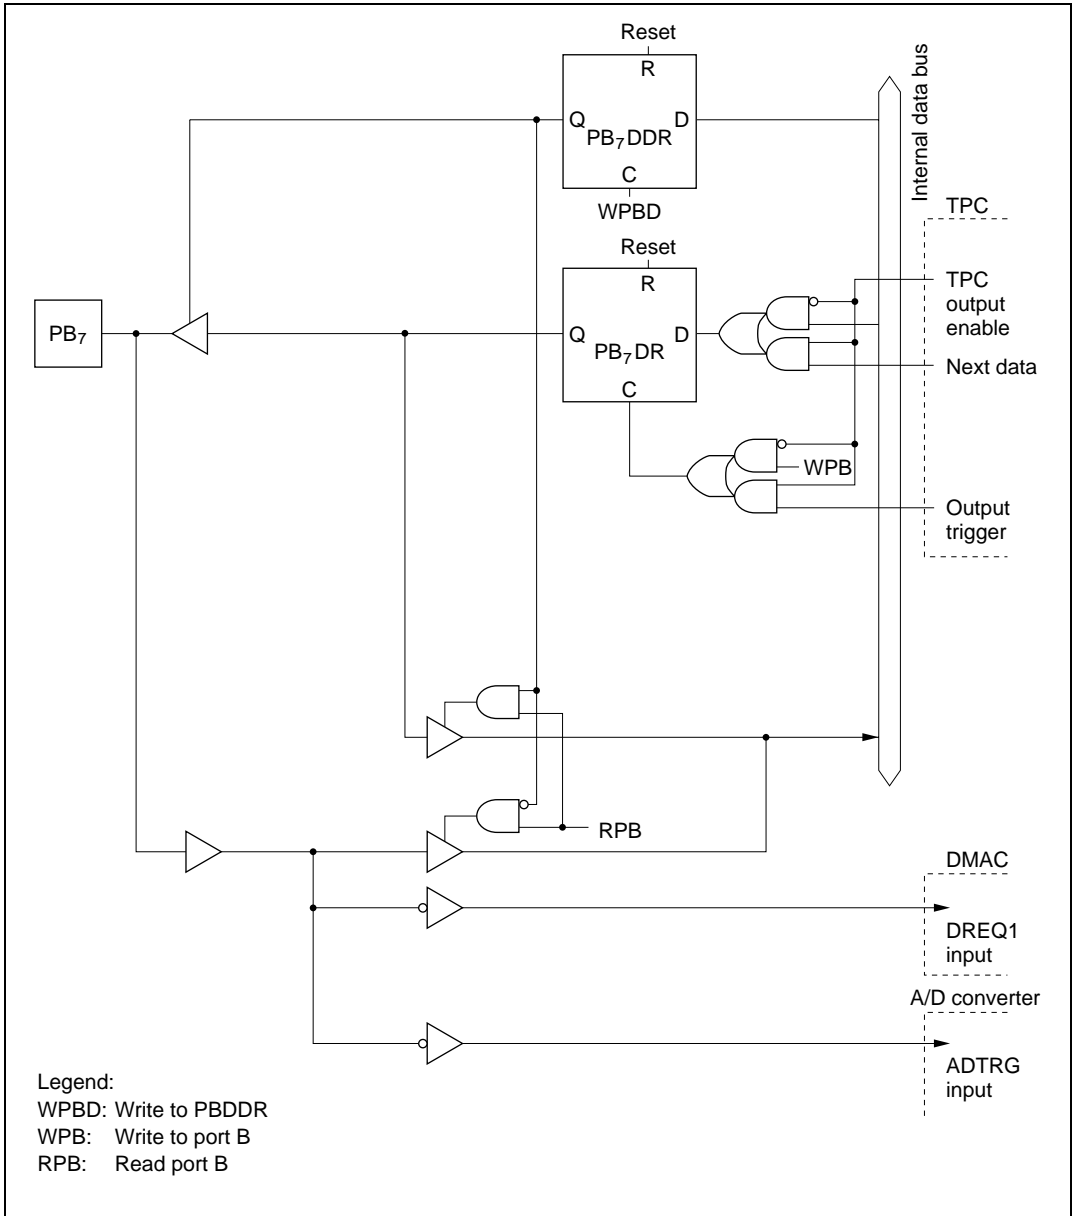 Reset
R
Internal data bus
Q
D
PB7DDR
C
WPBD
TPC
Reset
R
TPC
output
enable
PB7
Q
D
PB7DR
C
Next data
WPB
Output
trigger
RPB
DMAC
DREQ1
input
A/D converter
ADTRG
input
Legend:
WPBD: Write to PBDDR
WPB: Write to port B
RPB: Read port B